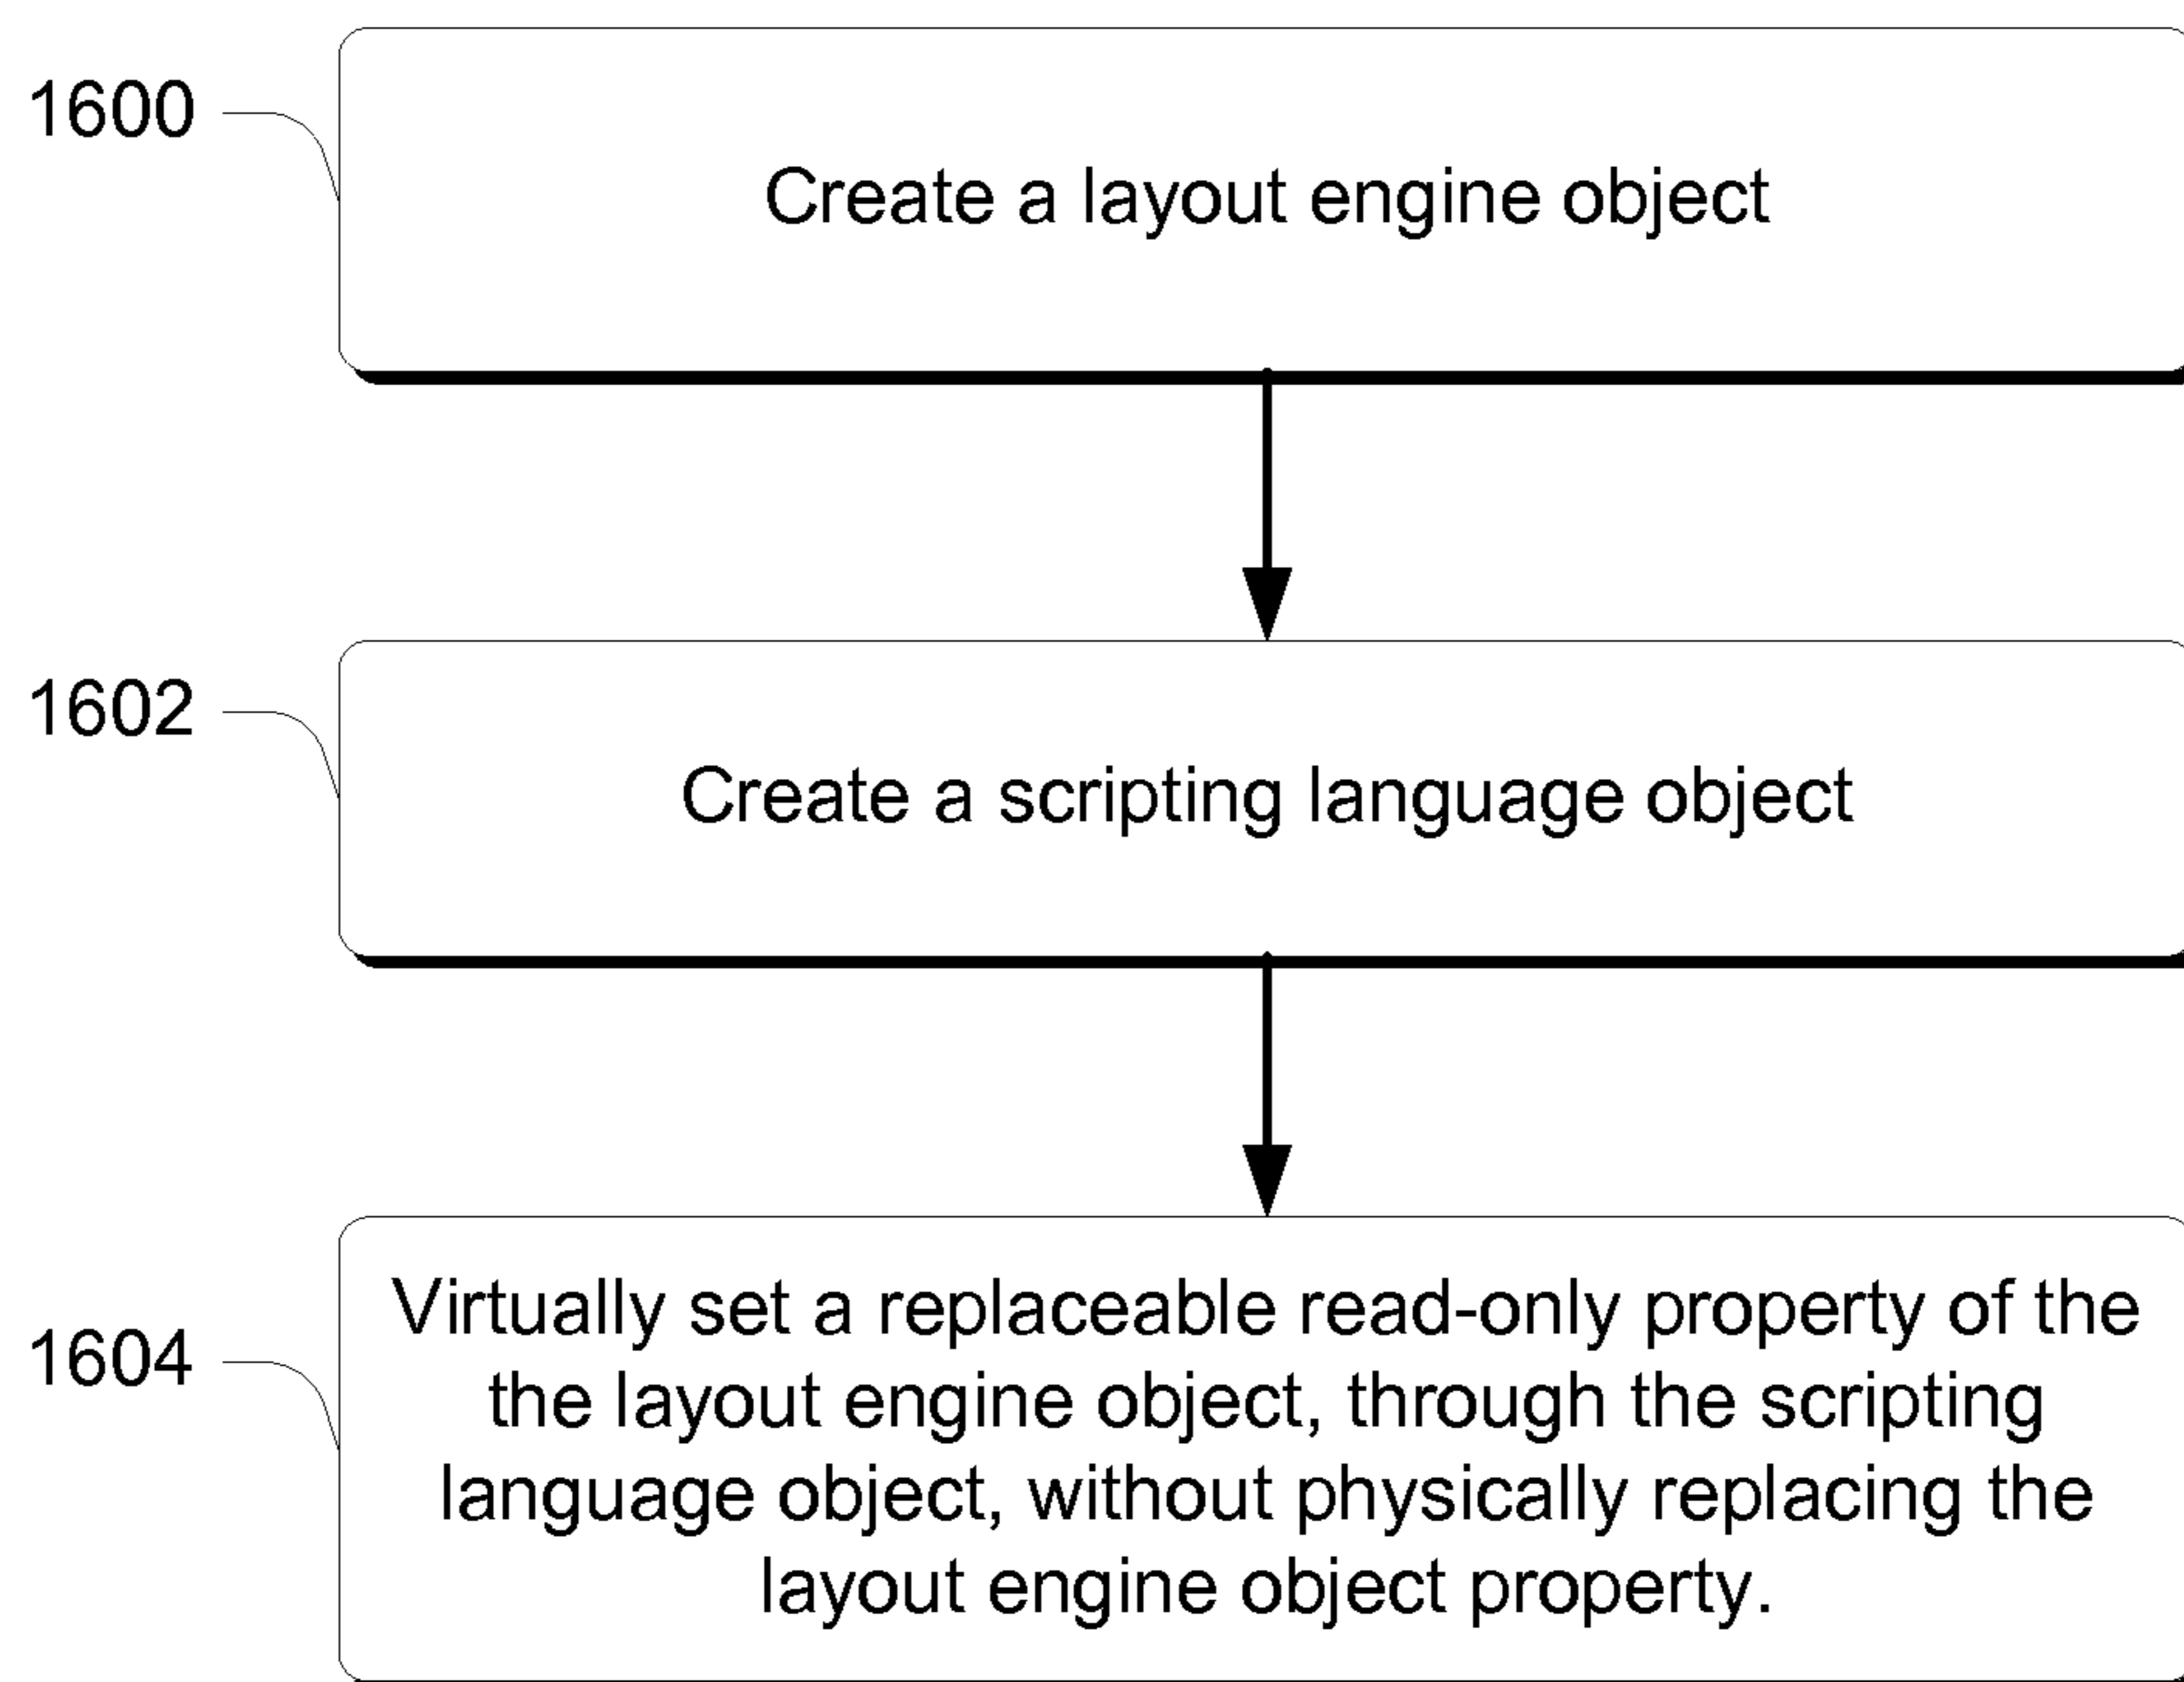 1600
Create a layout engine object
1602
Create a scripting language object
Virtually set a replaceable read-only property of the
1604
the layout engine object, through the scripting
language object, without physically replacing the
layout engine object property.